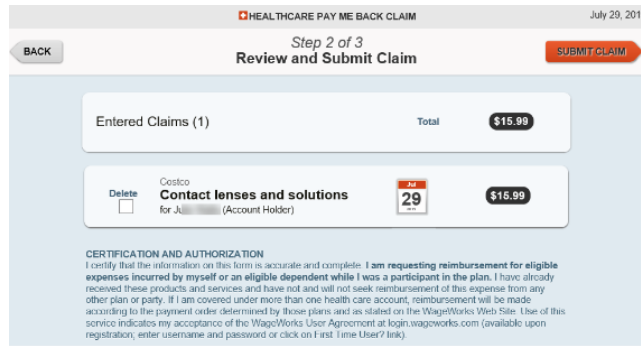 HEALTHCARE PAY ME BACK CLAIM
July 29, 201
BACK
Step 2 of 3
Review and Submit Claim
SUBMIT CLAIM
Entered Claims (1)
Total
$15.99
Costco
Delete
Contact lenses and solutions
for Ju (Account Holder)
Jul
29
$15.99
CERTIFICATION AND AUTHORIZATION
I certify that the information on this form is accurate and complete. I am requesting reimbursement for eligible
expenses incurred by myself or an eligible dependent while I was a participant in the plan. I have already
received these products and services and have not and will not seek reimbursement of this expense from any
other plan or party. If I am covered under more than one health care account, reimbursement will be made
according to the payment order determined by those plans and as stated on the WageWorks Web Site. Use of this
service indicates my acceptance of the WageWorks User Agreement at login.wageworks.com (available upon
registration; enter username and password or click on First Time User? link).